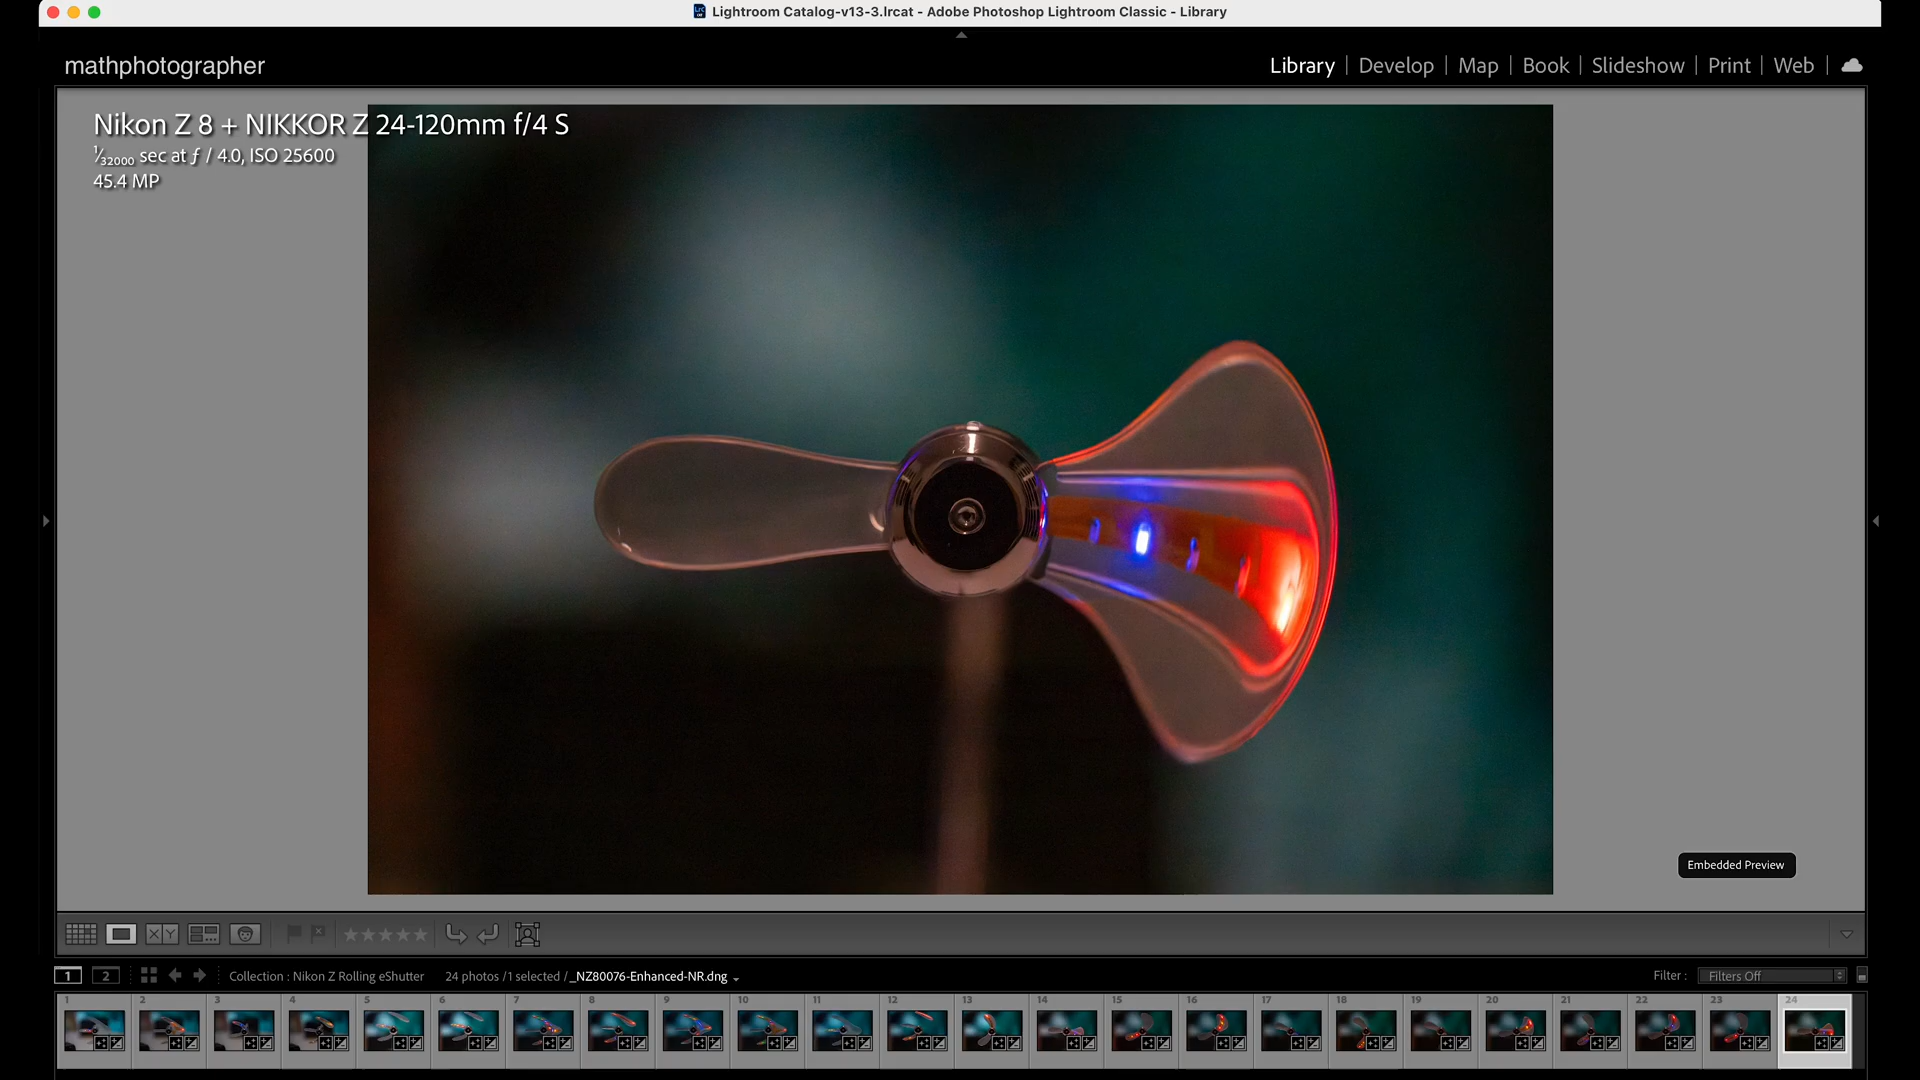 Lightroom Catalog-v13-3.lrcat - Adobe Photoshop Lightroom Classic - Library
mathphotographer
Library | Develop | Map | Book | Slideshow | Print | Web |
Nikon Z 8 + NIKKOR Z 24-120mm f/4 S
1/32000 sec at ƒ / 4.0, ISO 25600
45.4 MP
Embedded Preview
X Y
1 2 Collection : Nikon Z Rolling eShutter 24 photos /1 selected /_NZ80076-Enhanced-NR.dng Filter : Filters Off
1 2 3 4 5 6 7 8 9 10 11 12 13 14 15 16 17 18 19 20 21 22 23 24